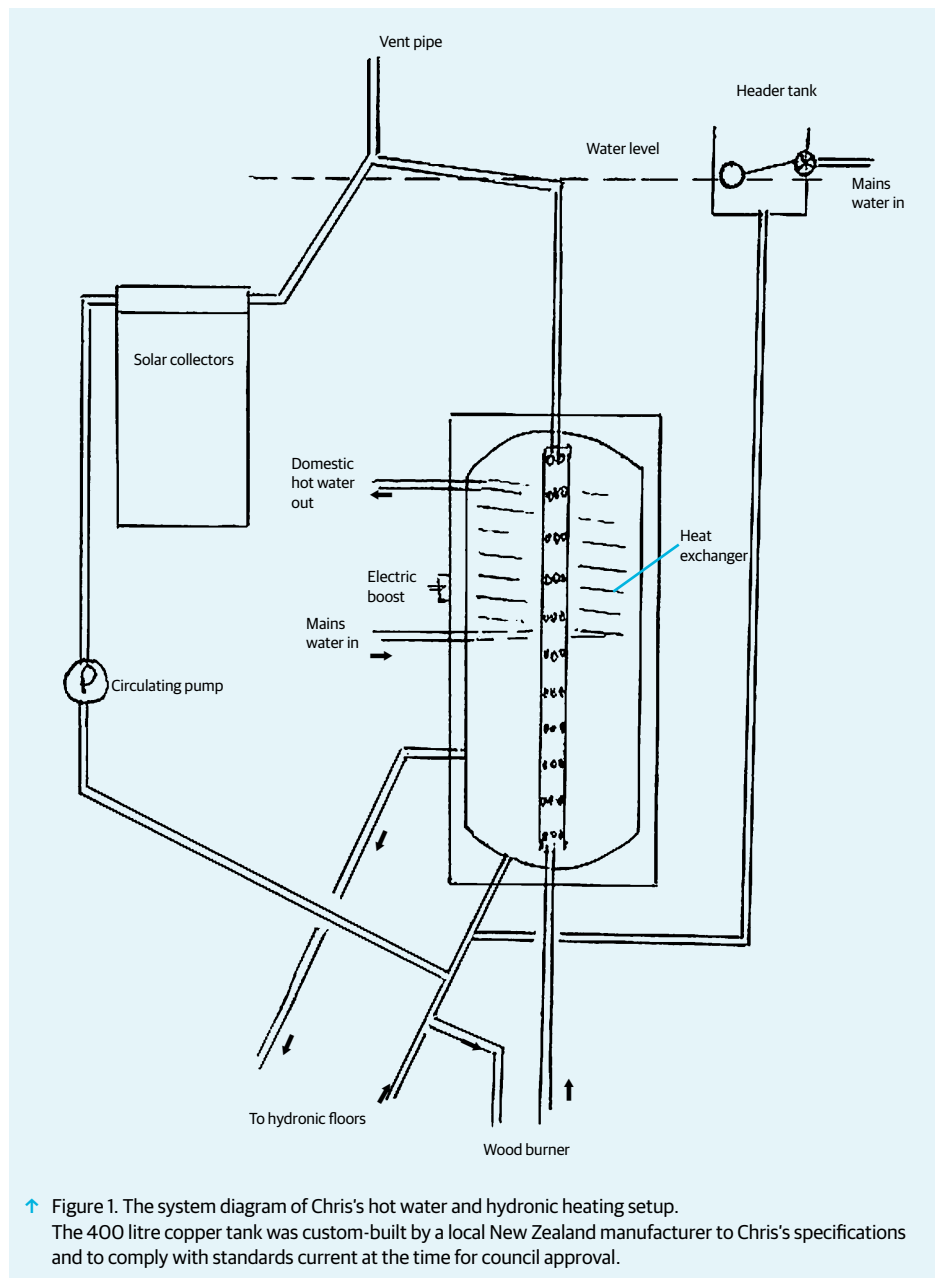 Vent pipe
Header tank
Water level
Mains
water in
Solar collectors
Domestic
hot water
out
Heat
exchanger
Electric
boost
Mains
water in
P
Circulating pump
To hydronic floors
Wood burner
↑ Figure 1. The system diagram of Chris's hot water and hydronic heating setup.
The 400 litre copper tank was custom-built by a local New Zealand manufacturer to Chris's specifications
and to comply with standards current at the time for council approval.